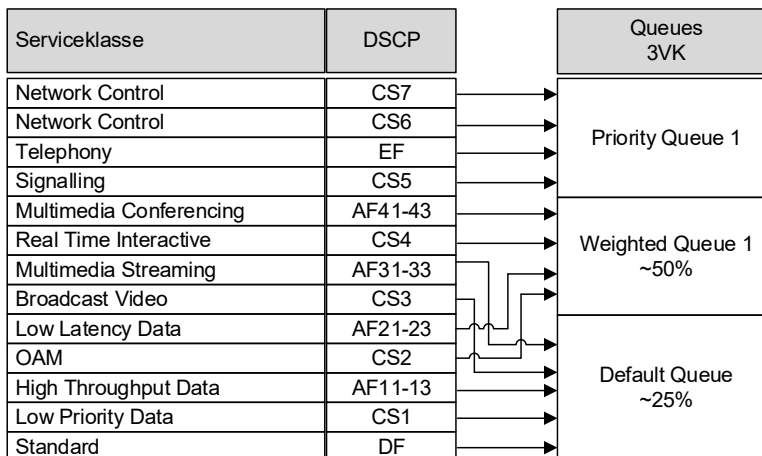 Serviceklasse DSCP Queues
3VK
Network Control CS7
Network Control CS6
Telephony EF
Signalling CS5
Priority Queue 1
Multimedia Conferencing AF41-43
Real Time Interactive CS4
Multimedia Streaming AF31-33
Broadcast Video CS3
Weighted Queue 1
~50%
Low Latency Data AF21-23
OAM CS2
High Throughput Data AF11-13
Low Priority Data CS1
Standard DF
Default Queue
~25%